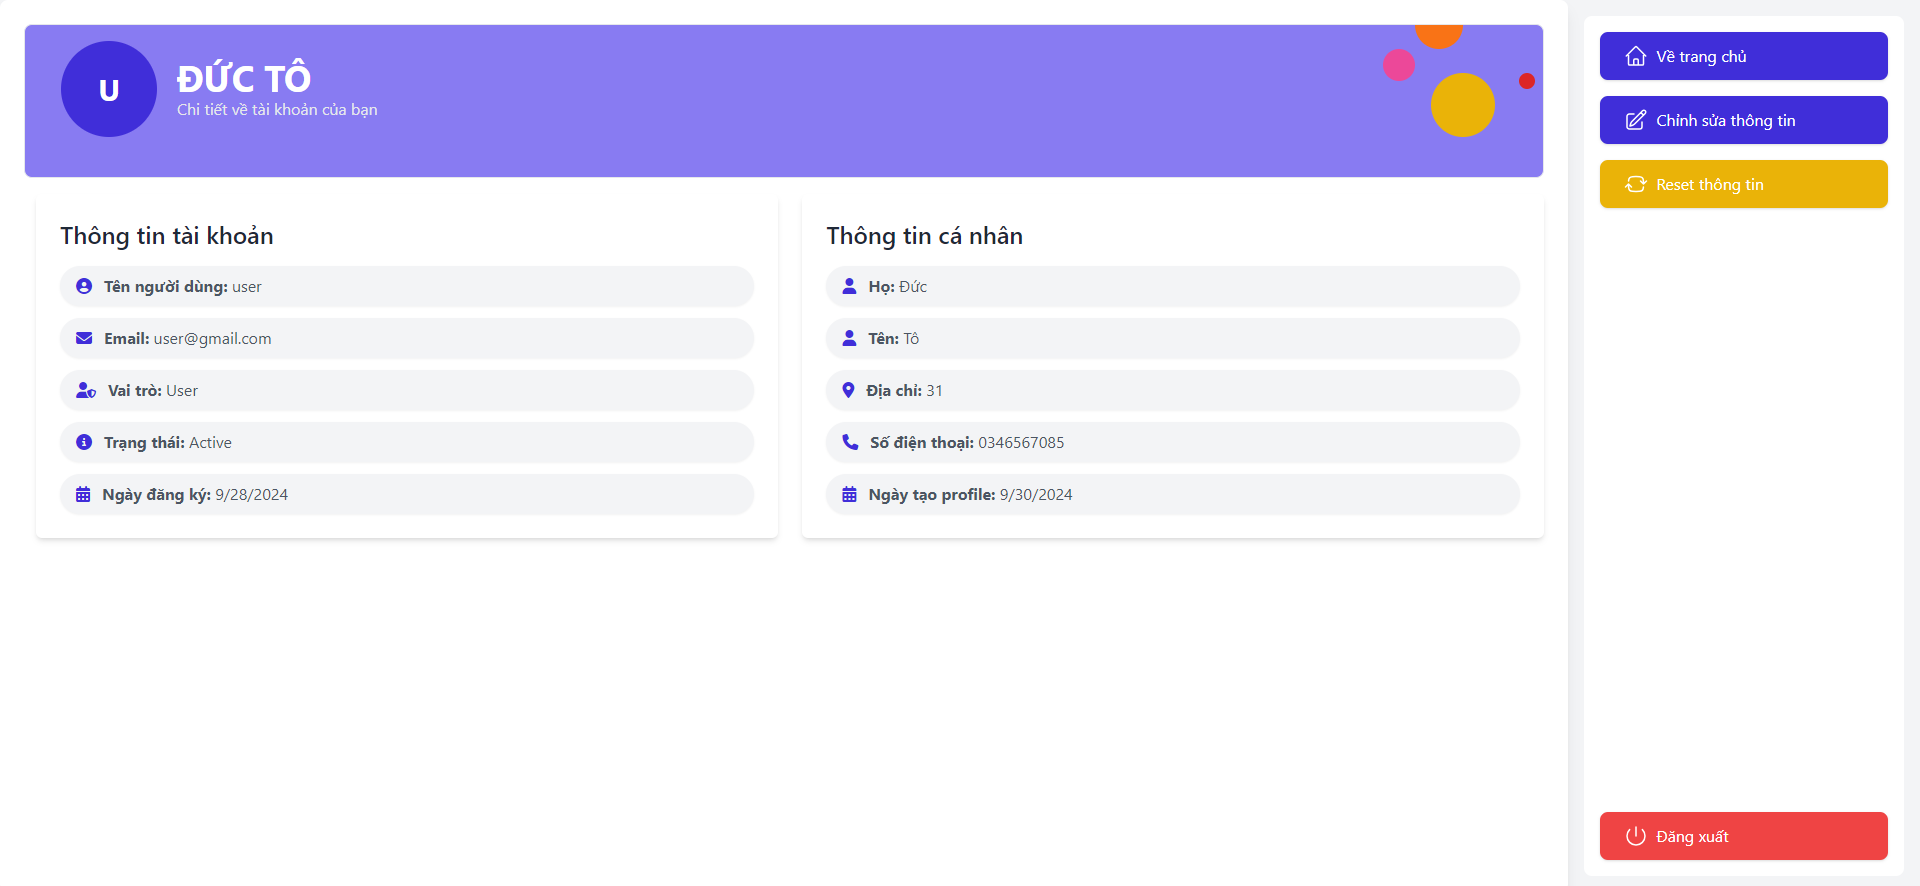 U
ĐỨC TÔ
Chi tiết về tài khoản của bạn
Thông tin tài khoản
Tên người dùng: user
Email: user@gmail.com
Vai trò: User
Trạng thái: Active
Ngày đăng ký: 9/28/2024
Thông tin cá nhân
Họ: Đức
Tên: Tô
Địa chỉ: 31
Số điện thoại: 0346567085
Ngày tạo profile: 9/30/2024
Về trang chủ
Chỉnh sửa thông tin
Reset thông tin
Đăng xuất